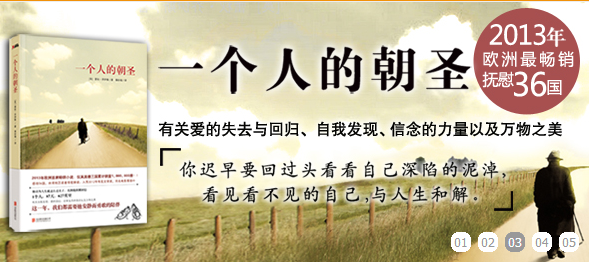 一个人的朝圣
一个人的朝圣
2013年
欧洲最畅销
抚慰36国
有关爱的失去与回归、自我发现、信念的力量以及万物之美
「你迟早要回过头看看自己深陷的泥淖，
看见看不见的自己，与人生和解。」
01 02 03 04 05